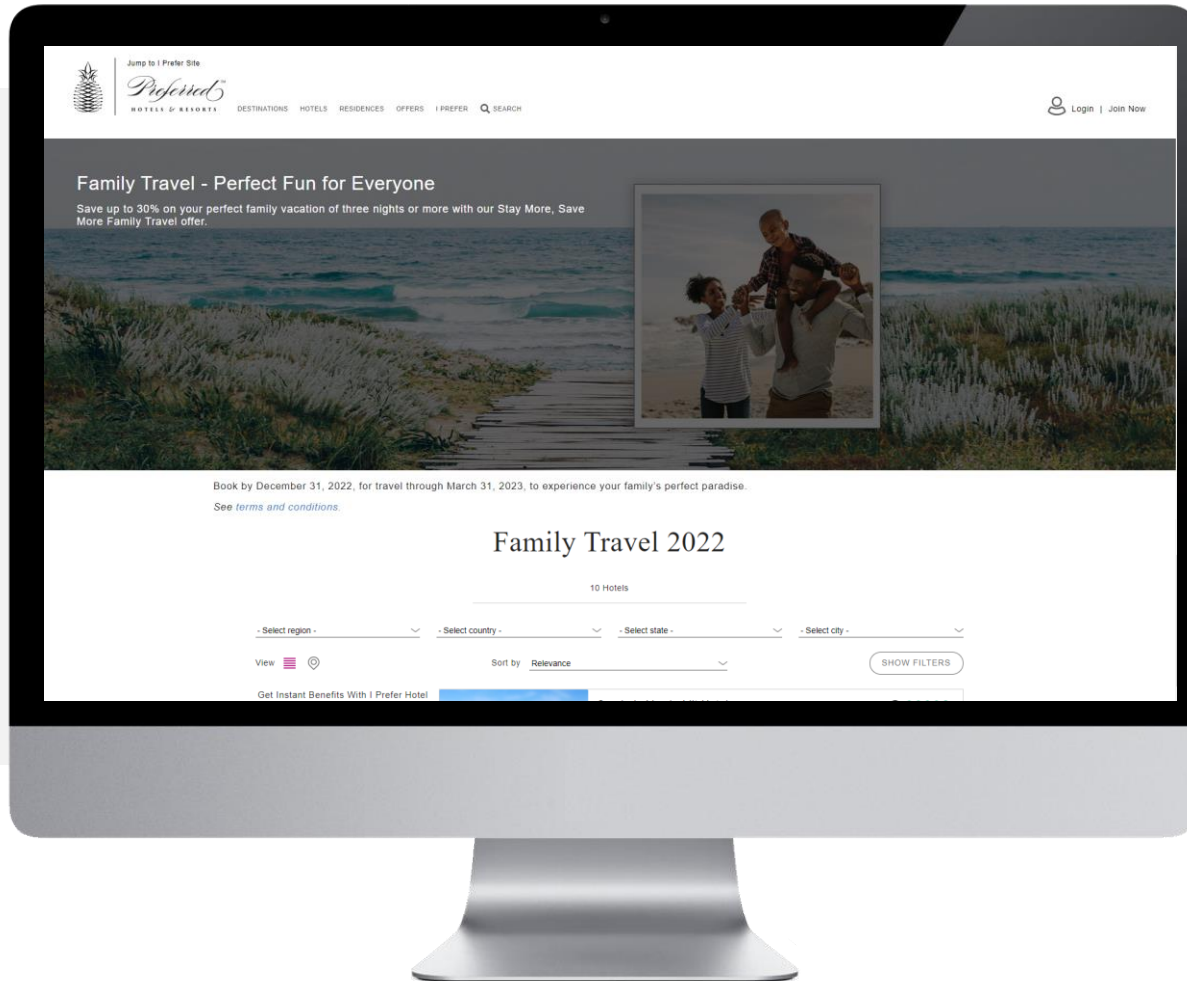 Jump to I Prefer Site
Preferred™
HOTELS & RESORTS
DESTINATIONS HOTELS RESIDENCES OFFERS I PREFER SEARCH
Login | Join Now
Family Travel - Perfect Fun for Everyone
Save up to 30% on your perfect family vacation of three nights or more with our Stay More, Save
More Family Travel offer.
Book by December 31, 2022, for travel through March 31, 2023, to experience your family's perfect paradise.
See terms and conditions.
Family Travel 2022
10 Hotels
- Select region - - Select country - - Select state - - Select city -
View Sort by Relevance SHOW FILTERS
Get Instant Benefits With I Prefer Hotel